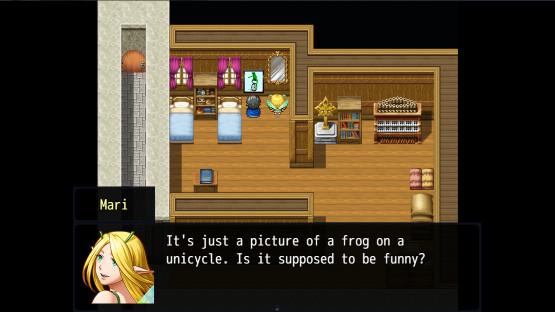 Mari
It's just a picture of a frog on a
unicycle. Is it supposed to be funny?